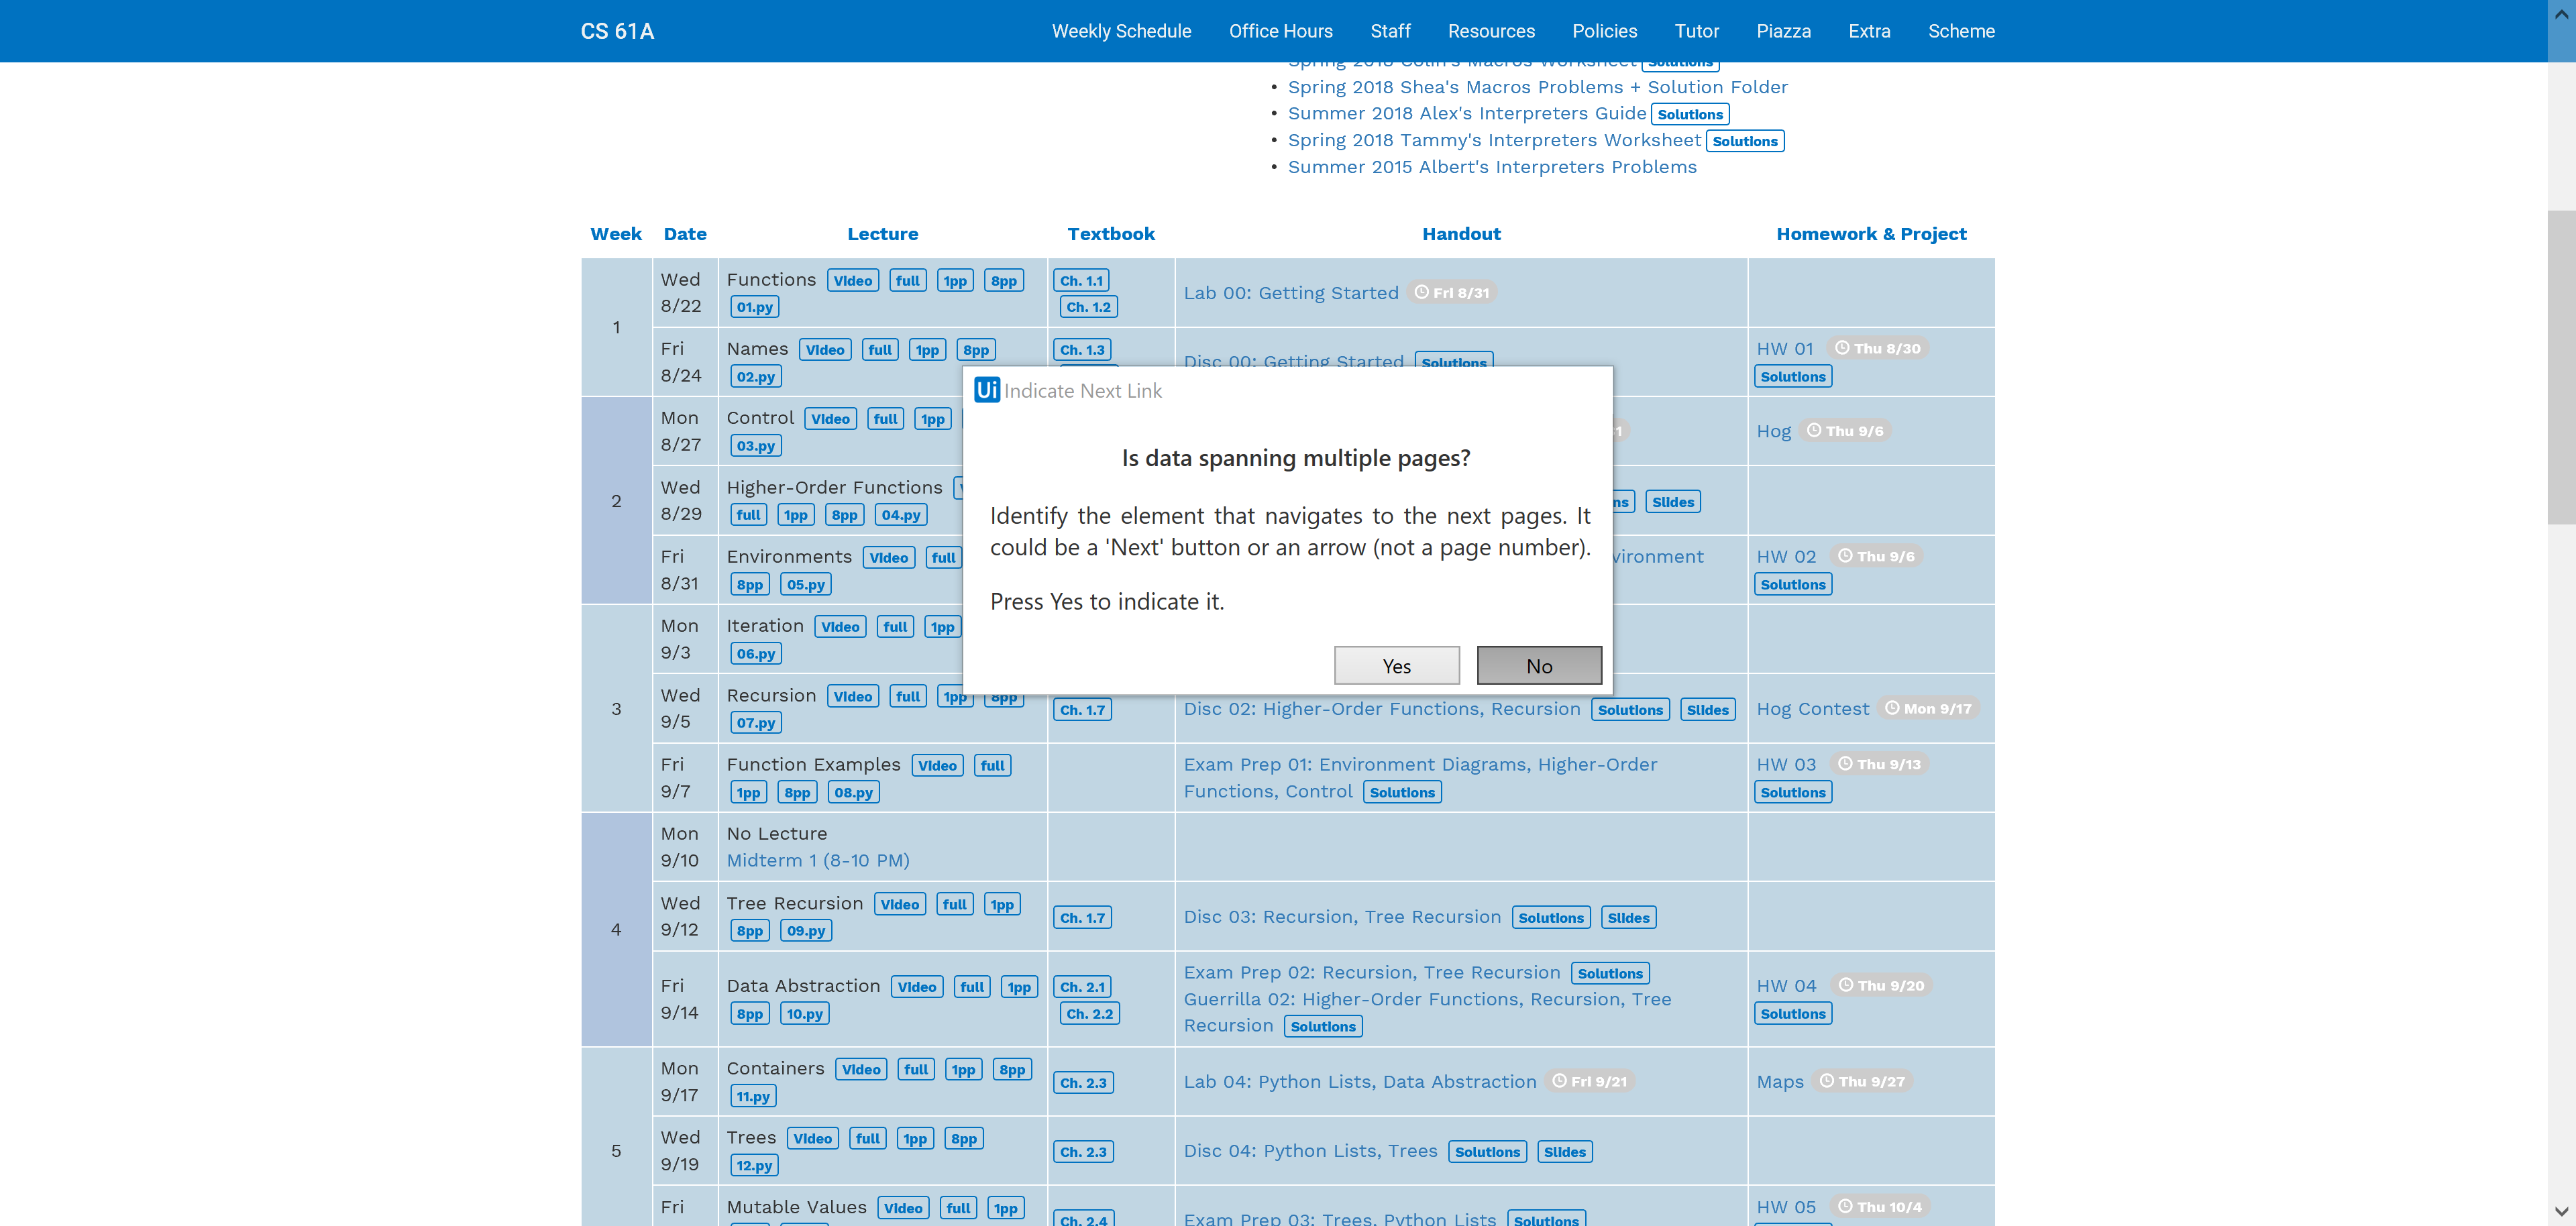 CS 61A Weekly Schedule Office Hours Staff Resources Policies Tutor Piazza Extra Scheme
Spring 2018 Colin's Macros Worksheet Solutions
• Spring 2018 Shea's Macros Problems + Solution Folder
• Summer 2018 Alex's Interpreters Guide Solutions
• Spring 2018 Tammy's Interpreters Worksheet Solutions
• Summer 2015 Albert's Interpreters Problems
Week Date Lecture Textbook Handout Homework & Project
1
Wed
8/22
Functions Video full 1pp 8pp
01.py
Ch. 1.1
Ch. 1.2
Lab 00: Getting Started Fri 8/31
Fri
8/24
Names Video full 1pp 8pp
02.py
Ch. 1.3
Disc 00: Getting Started Solutions
HW 01 Thu 8/30
Solutions
2
Mon
8/27
Control Video full 1pp
03.py
Hog Thu 9/6
Wed
8/29
Higher-Order Functions
full 1pp 8pp 04.py
Slides
Fri
8/31
Environments Video full
8pp 05.py
vironment
HW 02 Thu 9/6
Solutions
Ui Indicate Next Link
Is data spanning multiple pages?
Identify the element that navigates to the next pages. It
could be a 'Next' button or an arrow (not a page number).
Press Yes to indicate it.
Yes No
3
Mon
9/3
Iteration Video full 1pp
06.py
Wed
9/5
Recursion Video full 1pp 8pp
07.py
Ch. 1.7
Disc 02: Higher-Order Functions, Recursion Solutions Slides
Hog Contest Mon 9/17
Fri
9/7
Function Examples Video full
1pp 8pp 08.py
Exam Prep 01: Environment Diagrams, Higher-Order
Functions, Control Solutions
HW 03 Thu 9/13
Solutions
4
Mon
9/10
No Lecture
Midterm 1 (8-10 PM)
Wed
9/12
Tree Recursion Video full 1pp
8pp 09.py
Ch. 1.7
Disc 03: Recursion, Tree Recursion Solutions Slides
Fri
9/14
Data Abstraction Video full 1pp
8pp 10.py
Ch. 2.1
Ch. 2.2
Exam Prep 02: Recursion, Tree Recursion Solutions
Guerrilla 02: Higher-Order Functions, Recursion, Tree
Recursion Solutions
HW 04 Thu 9/20
Solutions
5
Mon
9/17
Containers Video full 1pp 8pp
11.py
Ch. 2.3
Lab 04: Python Lists, Data Abstraction Fri 9/21
Maps Thu 9/27
Wed
9/19
Trees Video full 1pp 8pp
12.py
Ch. 2.3
Disc 04: Python Lists, Trees Solutions Slides
Fri
Mutable Values Video full 1pp
Ch. 2.4
Exam Prep 03: Trees, Python Lists Solutions
HW 05 Thu 10/4